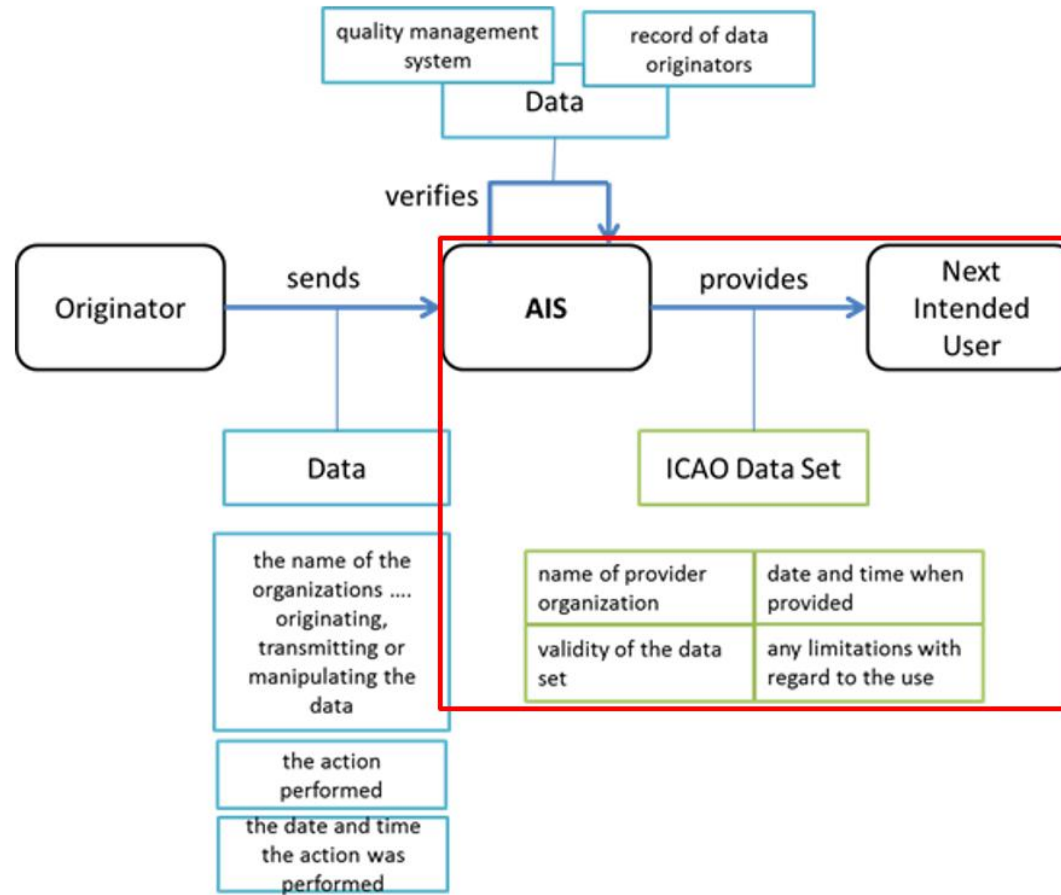 quality management
system
record of data
originators
Data
verifies
Originator
sends
AIS
provides
Next
Intended
User
Data
ICAO Data Set
the name of the
organizations ....
originating,
transmitting or
manipulating the
data
name of provider
organization
date and time when
provided
validity of the data
set
any limitations with
regard to the use
the action
performed
the date and time
the action was
performed